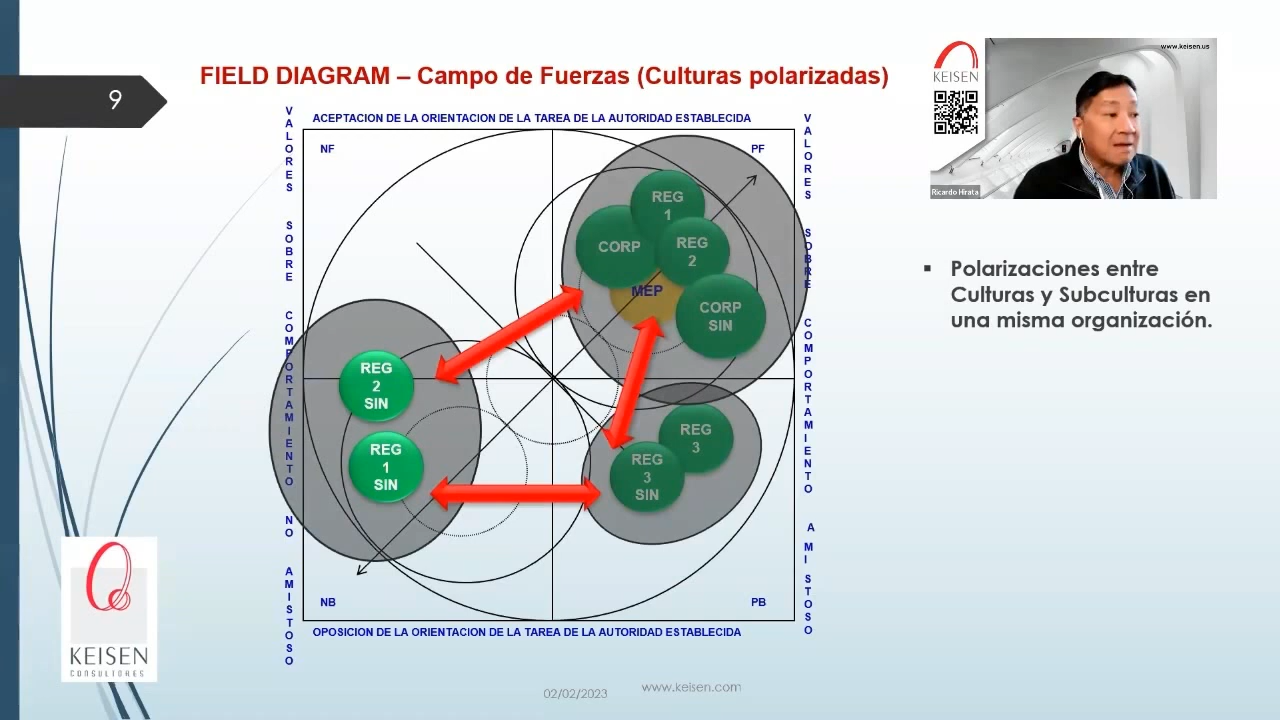 9
FIELD DIAGRAM – Campo de Fuerzas (Culturas polarizadas)
ACEPTACION DE LA ORIENTACION DE LA TAREA DE LA AUTORIDAD ESTABLECIDA
VALORES SOBRE COMPORTAMIENTO NO AMISTOSO
NF
PF
REG
1
CORP
REG
2
MEP
CORP
SIN
REG
2
SIN
REG
3
REG
1
SIN
REG
3
SIN
NB
PB
VALORES SOBRE COMPORTAMIENTO AMISTOSO
OPOSICION DE LA ORIENTACION DE LA TAREA DE LA AUTORIDAD ESTABLECIDA
KEISEN
www.keisen.us
Ricardo Hirata
▪ Polarizaciones entre
Culturas y Subculturas en
una misma organización.
KEISEN
CONSULTORES
02/02/2023
www.keisen.com